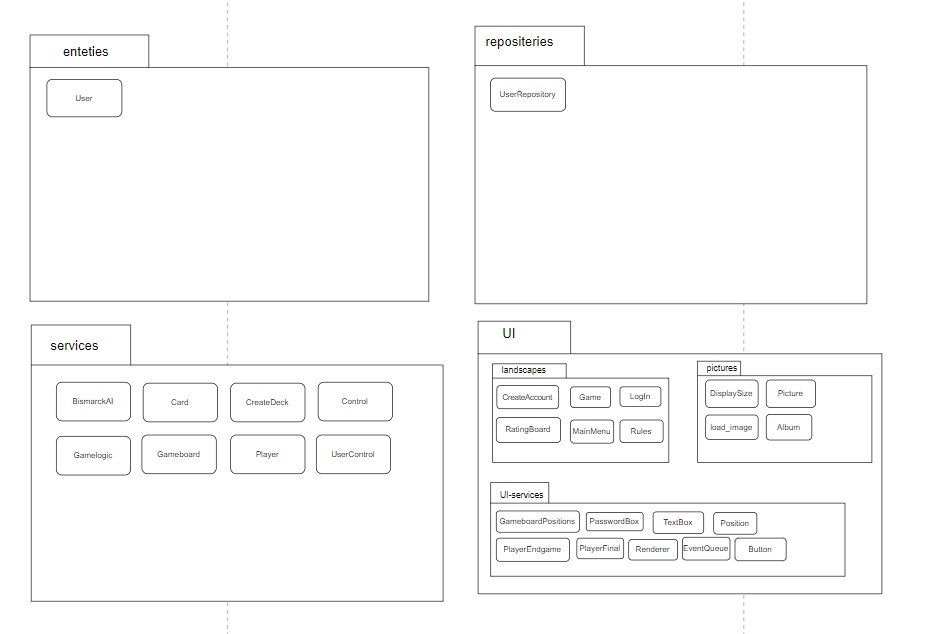 enteties
User
repositeries
UserRepository
services
BismarckAI
Card
CreateDeck
Control
Gamelogic
Gameboard
Player
UserControl
UI
landscapes
CreateAccount
Game
LogIn
RatingBoard
MainMenu
Rules
pictures
DisplaySize
Picture
load_image
Album
UI-services
GameboardPositions
PasswordBox
TextBox
Position
PlayerEndgame
PlayerFinal
Renderer
EventQueue
Button